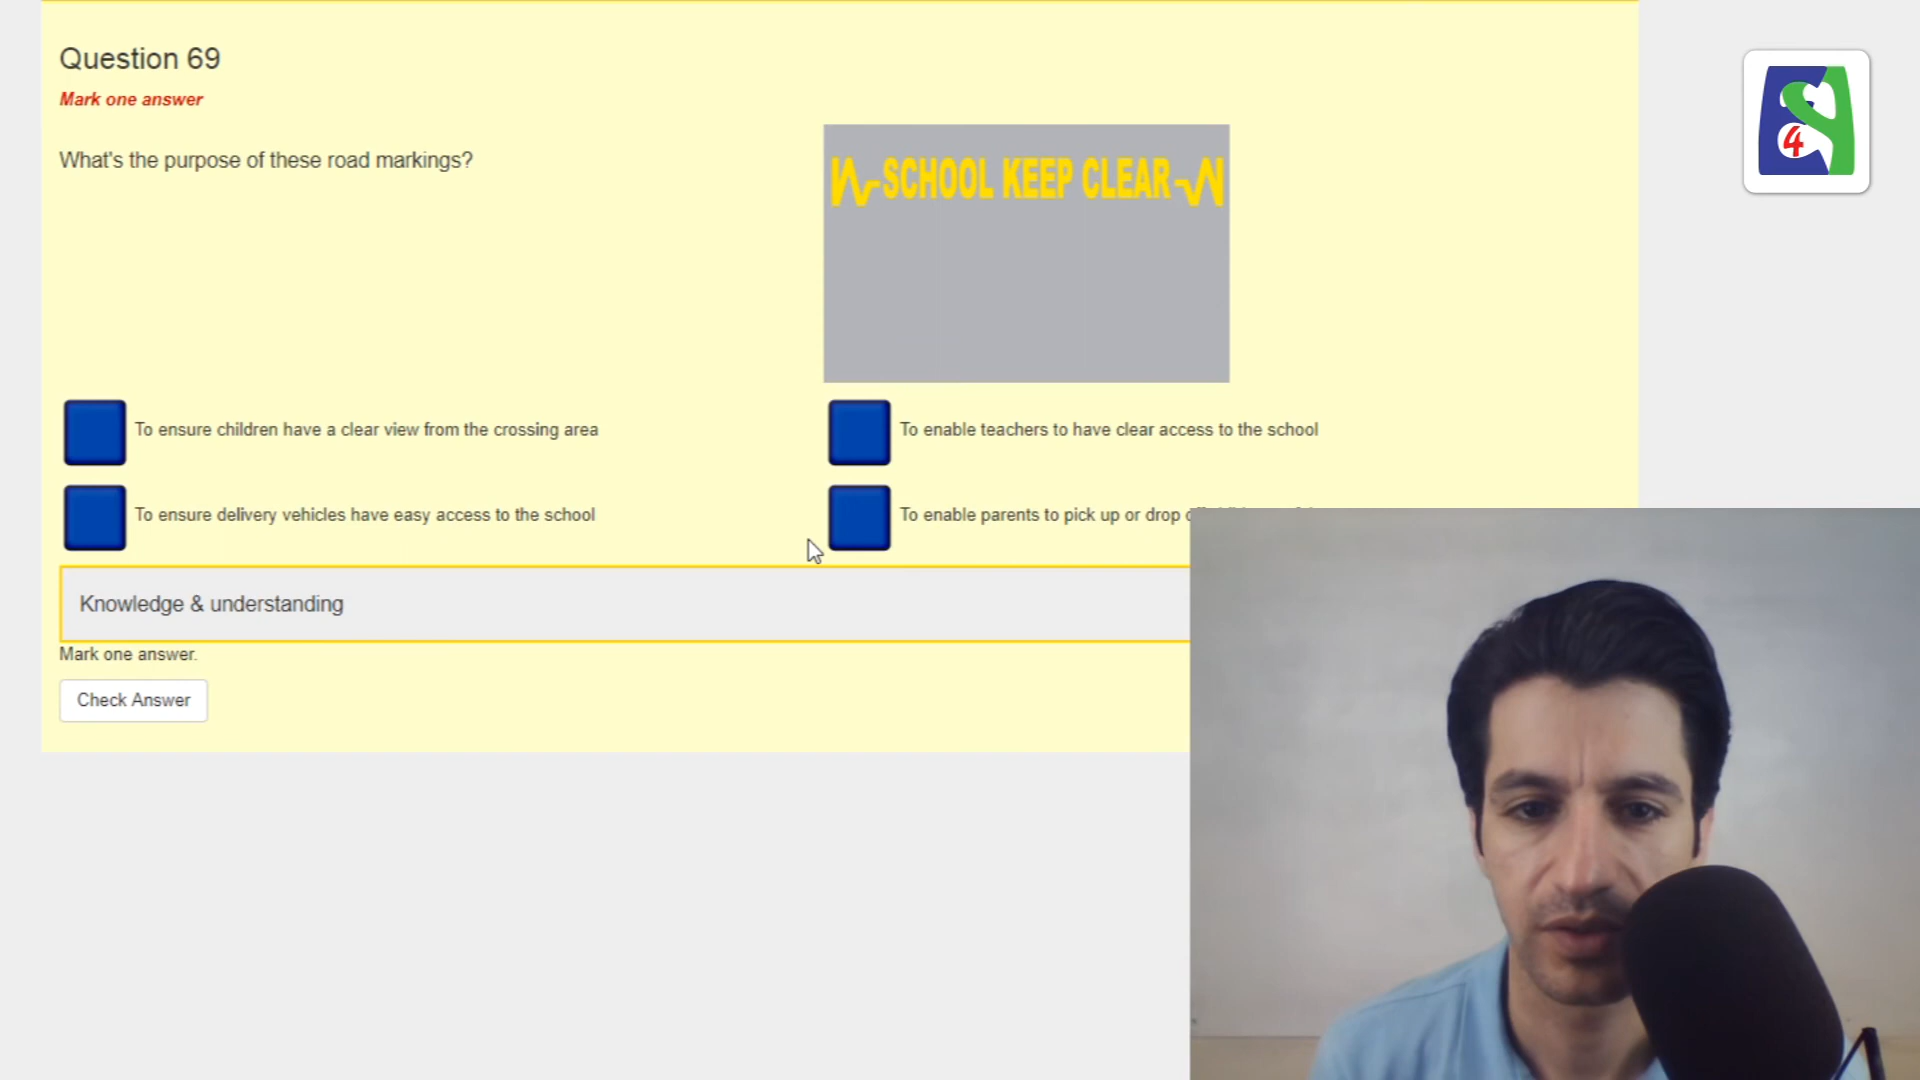 Question 69
Mark one answer
What's the purpose of these road markings?
SCHOOL KEEP CLEAR
To ensure children have a clear view from the crossing area
To enable teachers to have clear access to the school
To ensure delivery vehicles have easy access to the school
To enable parents to pick up or drop
Knowledge & understanding
Mark one answer.
Check Answer
4